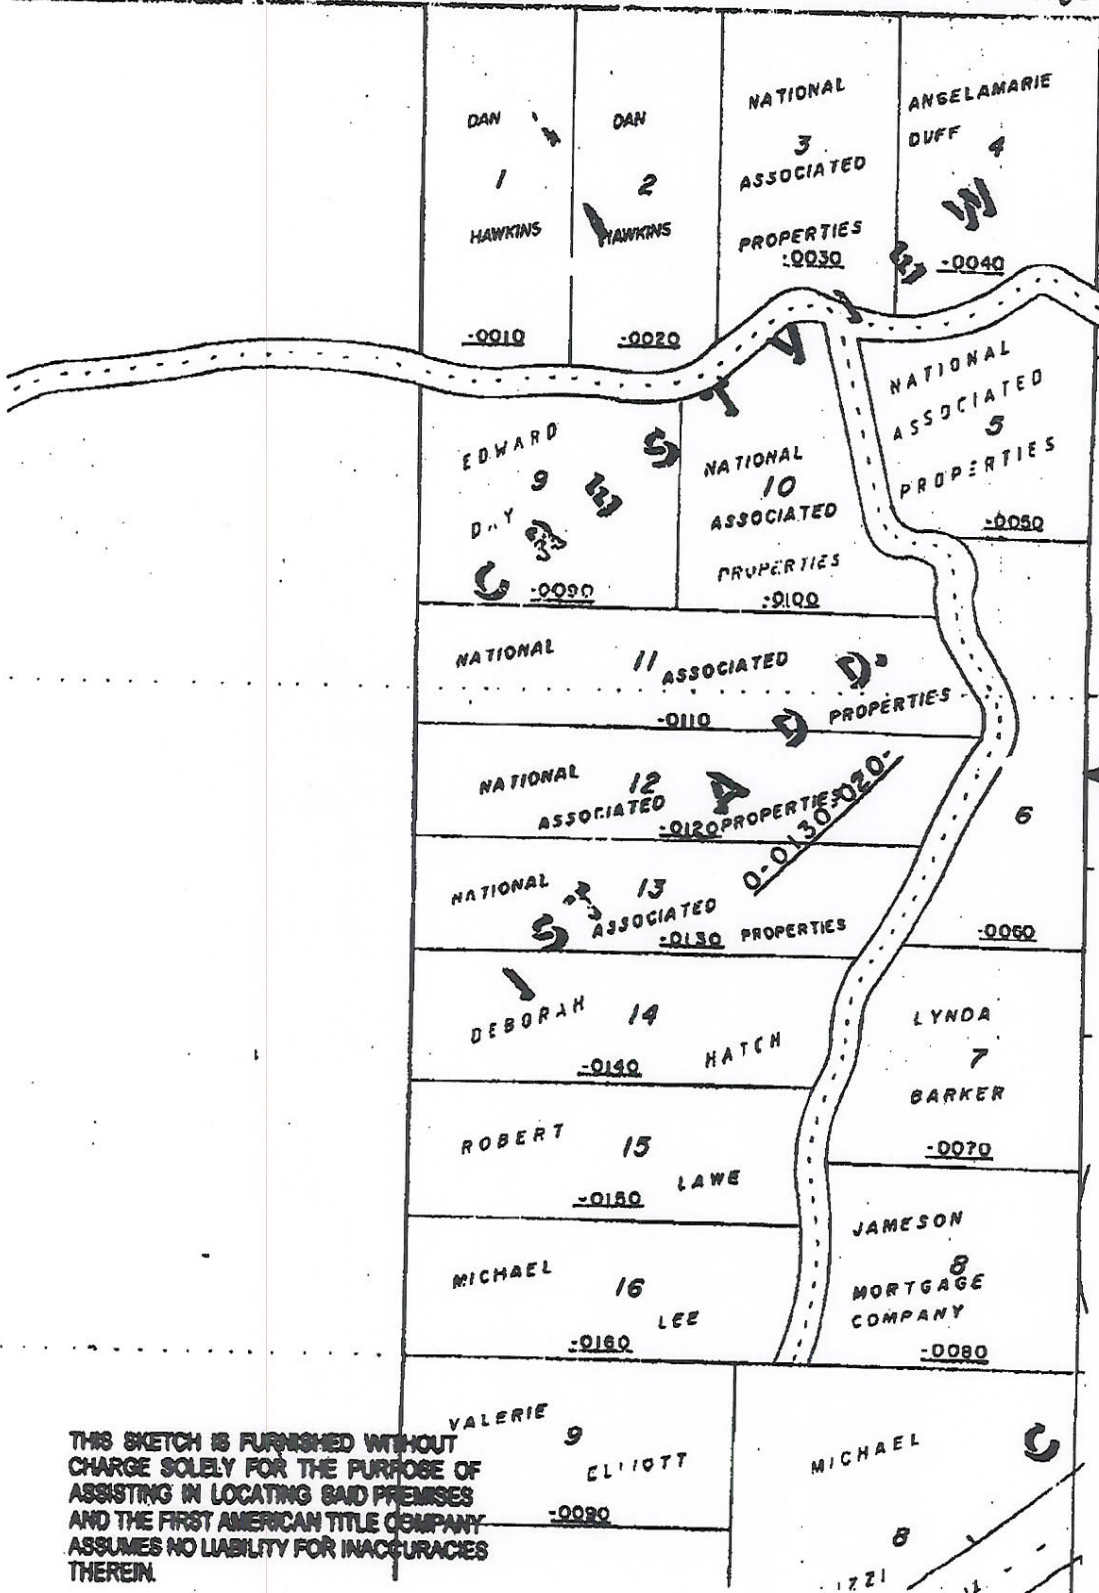 DAN
1
HAWKINS
-0010
DAN
2
HAWKINS
-0020
NATIONAL
3
ASSOCIATED
PROPERTIES
-0030
ANGELAMARIE
DUFF
4
-0040
CRESTVIEW
NATIONAL
ASSOCIATED
5
PROPERTIES
-0050
EDWARD
9
-0090
NATIONAL
10
ASSOCIATED
PROPERTIES
-0100
NATIONAL 11 ASSOCIATED PROPERTIES
-0110
NATIONAL 12
ASSOCIATED PROPERTIES
-0120
0-0130-020-
1ST ADD.
NATIONAL 13
ASSOCIATED PROPERTIES
-0130
6
-0060
DEBORAH 14 HATCH
-0140
LYNDA
7
BARKER
-0070
ROBERT 15 LAWE
-0150
MICHAEL 16 LEE
-0160
JAMESON
8
MORTGAGE
COMPANY
-0080
VALERIE
9
ELLIOTT
-0090
MICHAEL
8
C
THIS SKETCH IS FURNISHED WITHOUT
CHARGE SOLELY FOR THE PURPOSE OF
ASSISTING IN LOCATING SAID PREMISES
AND THE FIRST AMERICAN TITLE COMPANY
ASSUMES NO LIABILITY FOR INACCURACIES
THEREIN.